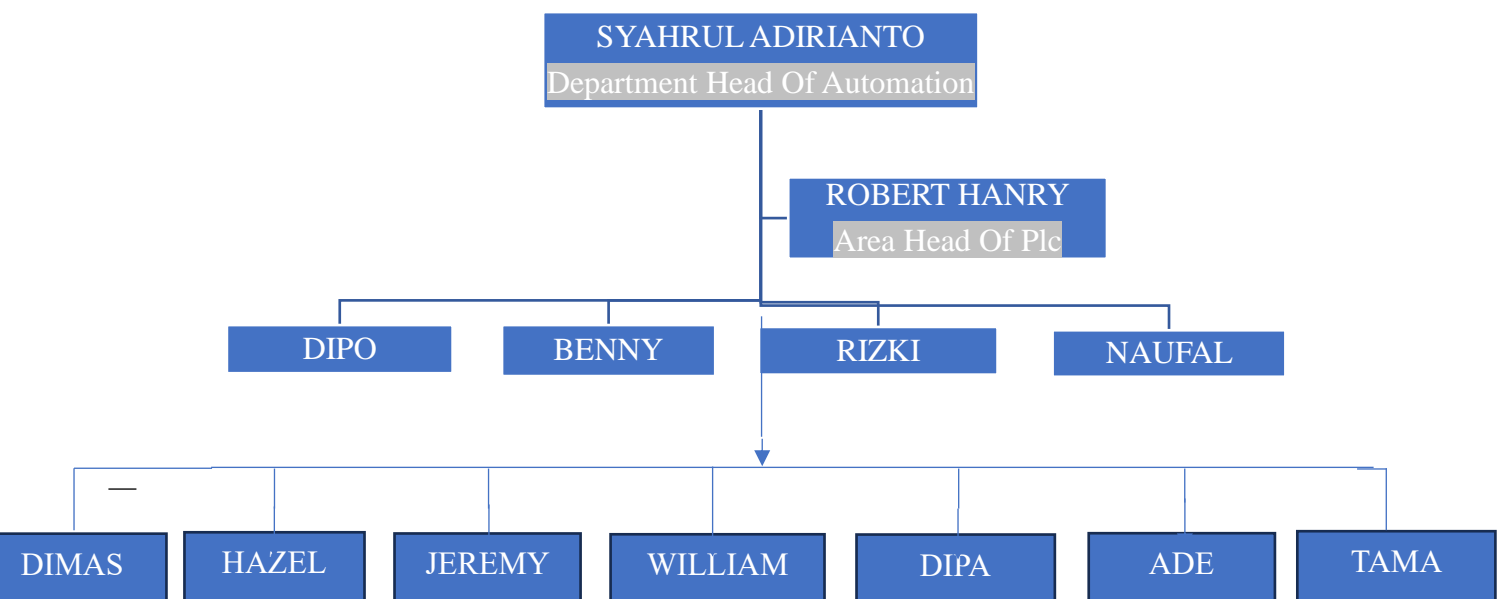 SYAHRUL ADIRIANTO
Department Head Of Automation
ROBERT HANRY
Area Head Of Plc
DIPO
BENNY
RIZKI
NAUFAL
DIMAS
HAZEL
JEREMY
WILLIAM
DIPA
ADE
TAMA